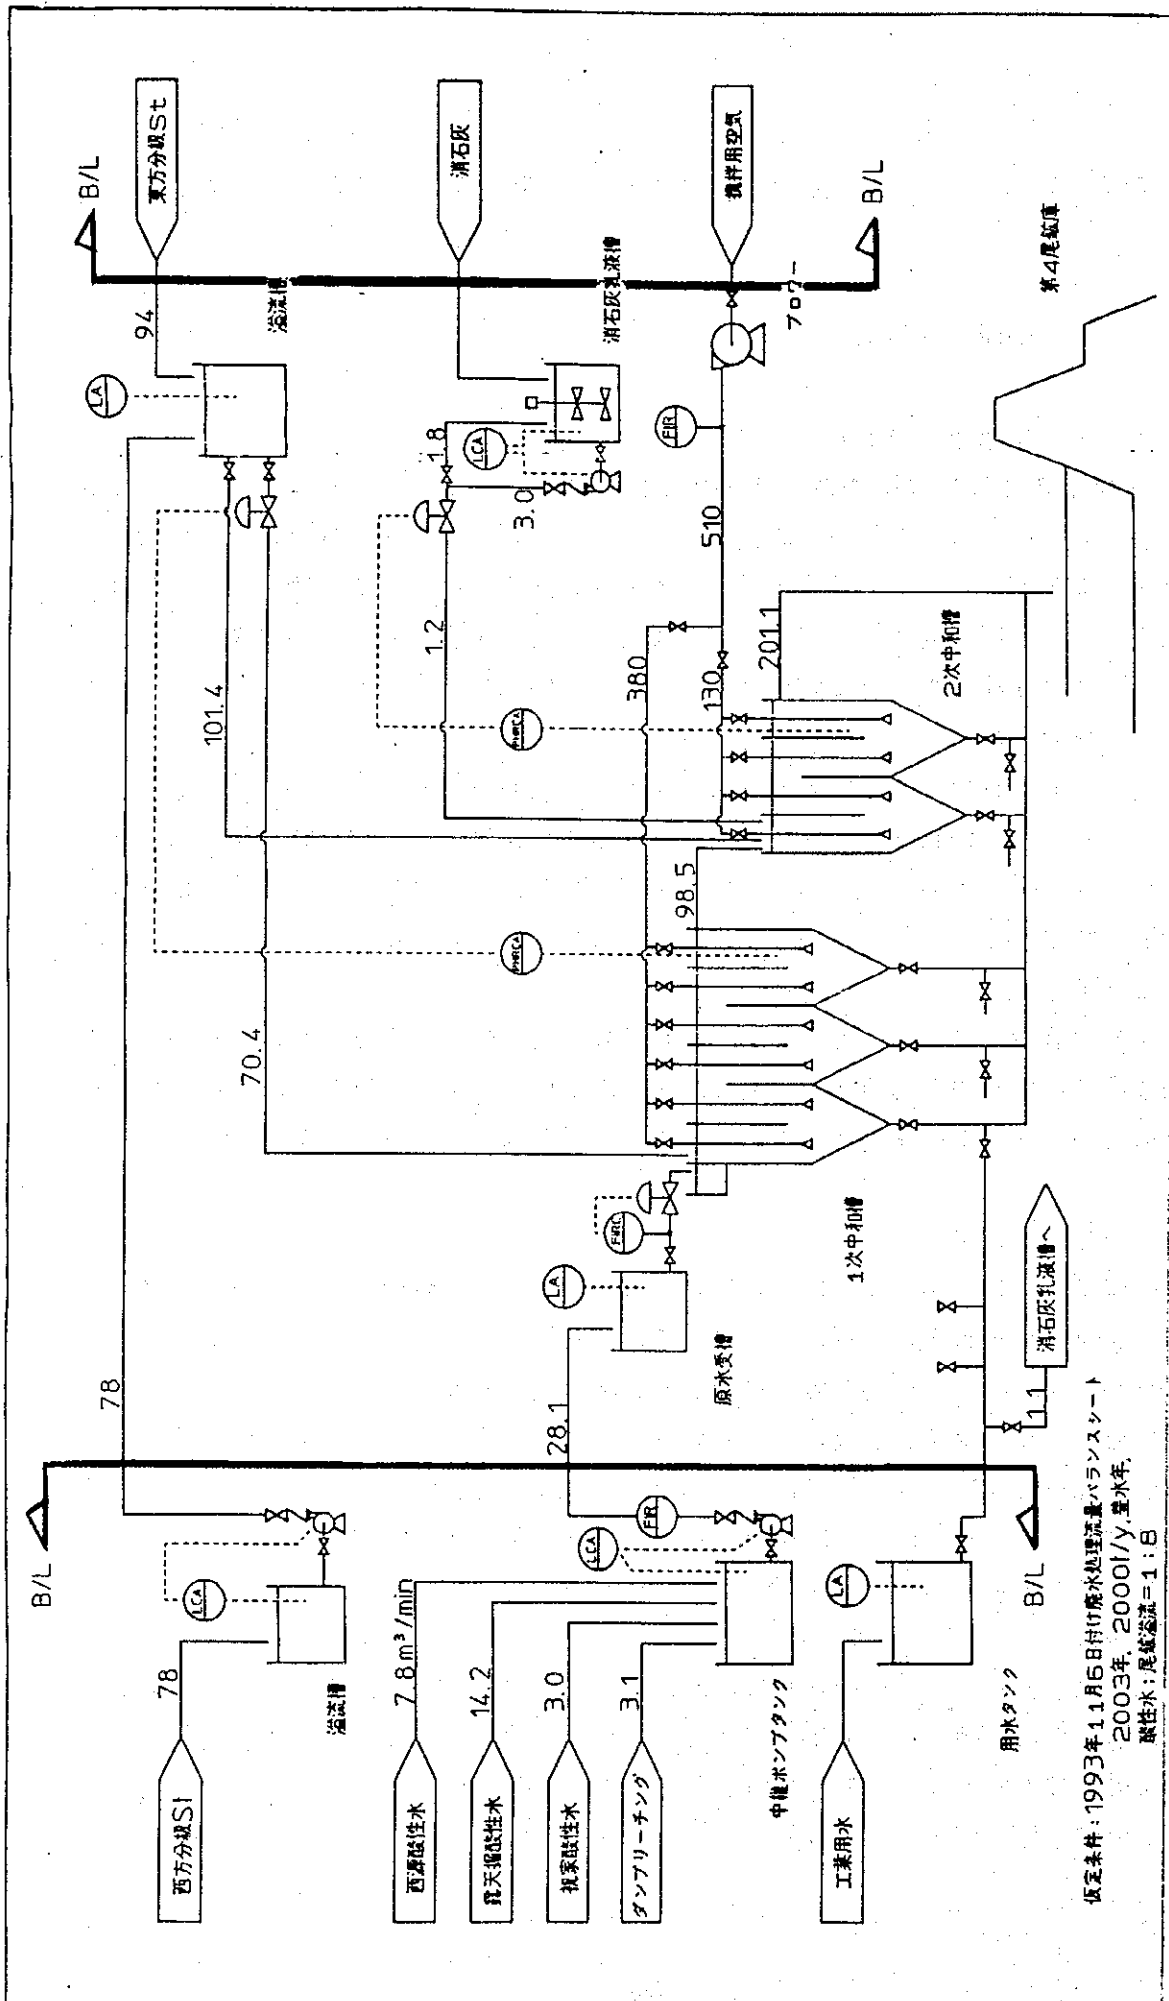 B/L
西方分級St
78
溢流槽
LCA
78
西源酸性水
7.8m³/min
露天掘酸性水
14.2
祝家酸性水
3.0
ダンプリーチング
3.1
中継ポンプタンク
LCA
FIR
28.1
工業用水
LA
用水タンク
B/L
LA
原水受槽
FIRC
1次中和槽
1.1
消石灰乳液槽へ
70.4
101.4
PHRCA
98.5
PHRCA
1.2
380
130
201.1
2次中和槽
510
FIR
3.0
1.8
LCA
消石灰乳液槽
LA
94
溢流槽
ブロワー
B/L
B/L
東方分級St
消石灰
攪拌用空気
第4尾鉱庫
仮定条件:1993年11月6日付け廃水処理流量バランスシート
2003年, 2000t/y,豊水年,
酸性水:尾鉱溢流=1:8